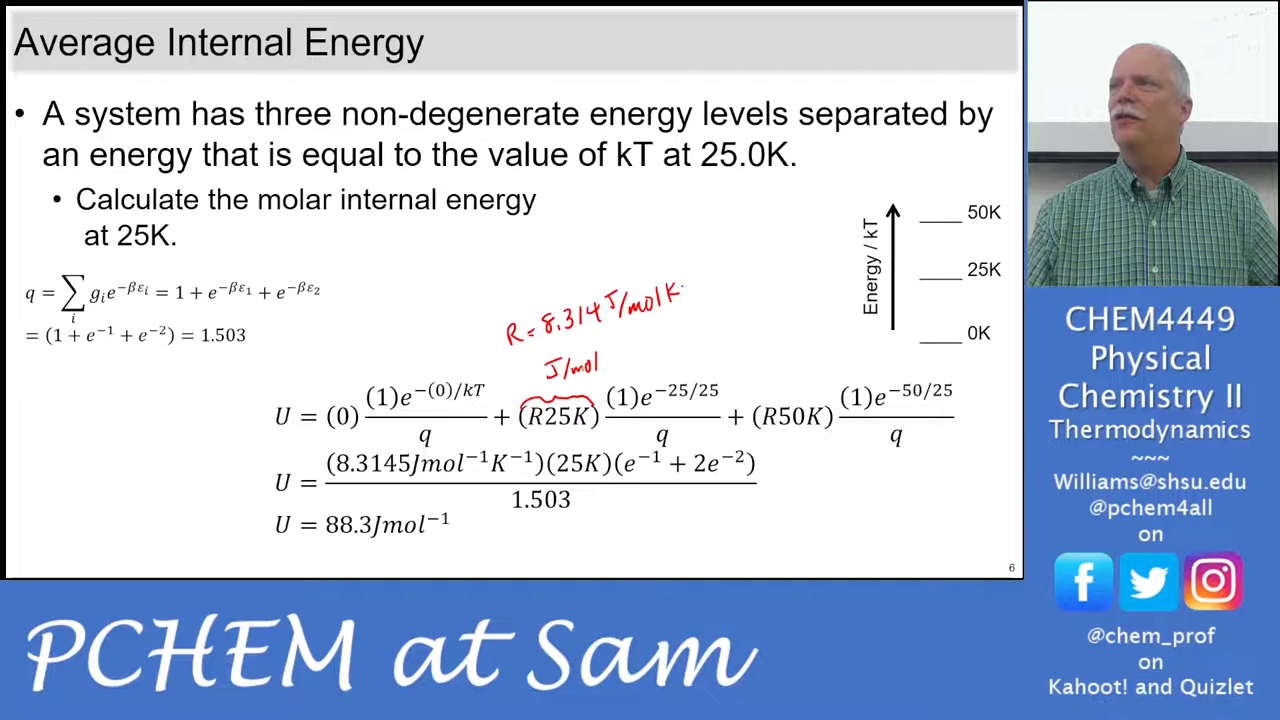 Average Internal Energy
• A system has three non-degenerate energy levels separated by
an energy that is equal to the value of kT at 25.0K.
• Calculate the molar internal energy
at 25K.
q = ∑ᵢ gᵢe^{−βεᵢ} = 1 + e^{−βε₁} + e^{−βε₂}
= (1 + e^{−1} + e^{−2}) = 1.503
R = 8.314 J/mol K
J/mol
U = (0) (1)e^{−(0)/kT}/q + (R25K) (1)e^{−25/25}/q + (R50K) (1)e^{−50/25}/q
U = (8.3145Jmol⁻¹K⁻¹)(25K)(e^{−1} + 2e^{−2})/1.503
U = 88.3Jmol⁻¹
Energy / kT
50K
25K
0K
6
CHEM4449
Physical
Chemistry II
Thermodynamics
~~~
Williams@shsu.edu
@pchem4all
on
f
@chem_prof
on
Kahoot! and Quizlet
PCHEM at Sam